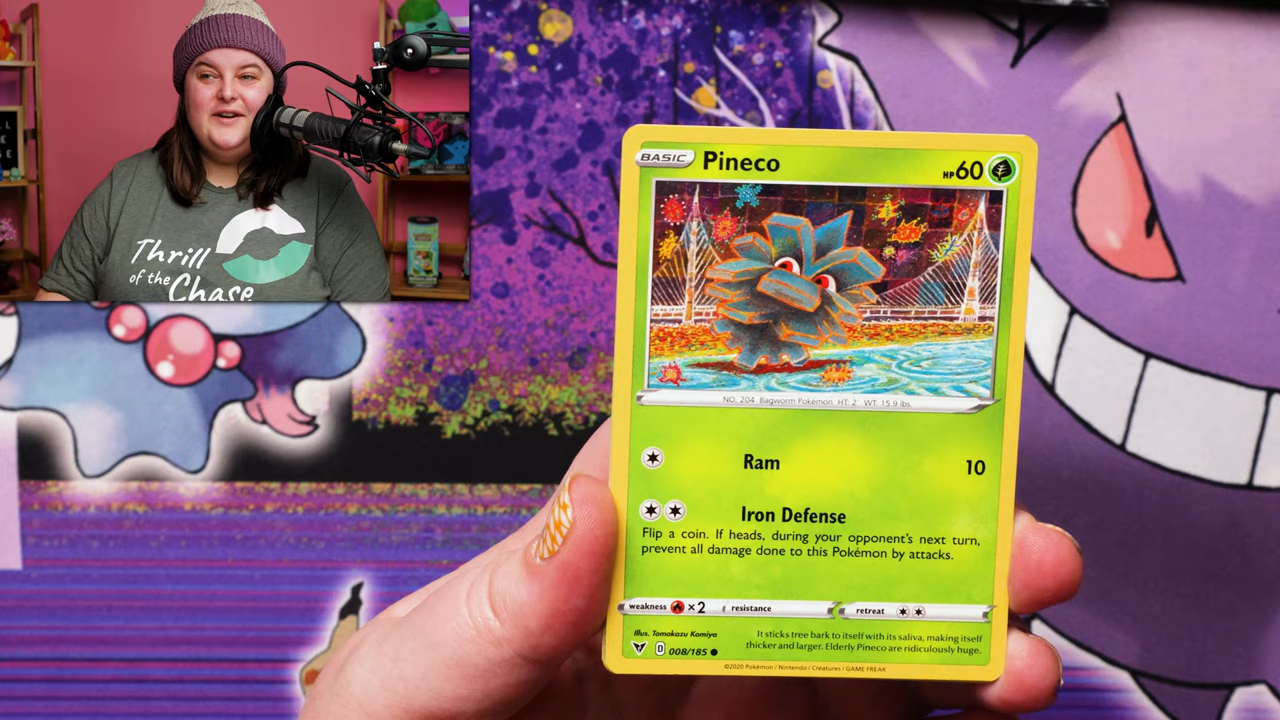 Thrill
of the Chase
BASIC Pineco HP 60
NO. 204 Bagworm Pokémon HT: 2' WT: 15.9 lbs.
Ram 10
Iron Defense
Flip a coin. If heads, during your opponent's next turn,
prevent all damage done to this Pokémon by attacks.
weakness ×2 resistance retreat
Illus. Tomokazu Komiya
It sticks tree bark to itself with its saliva, making itself
thicker and larger. Elderly Pineco are ridiculously huge.
D 008/185
©2020 Pokémon / Nintendo / Creatures / GAME FREAK